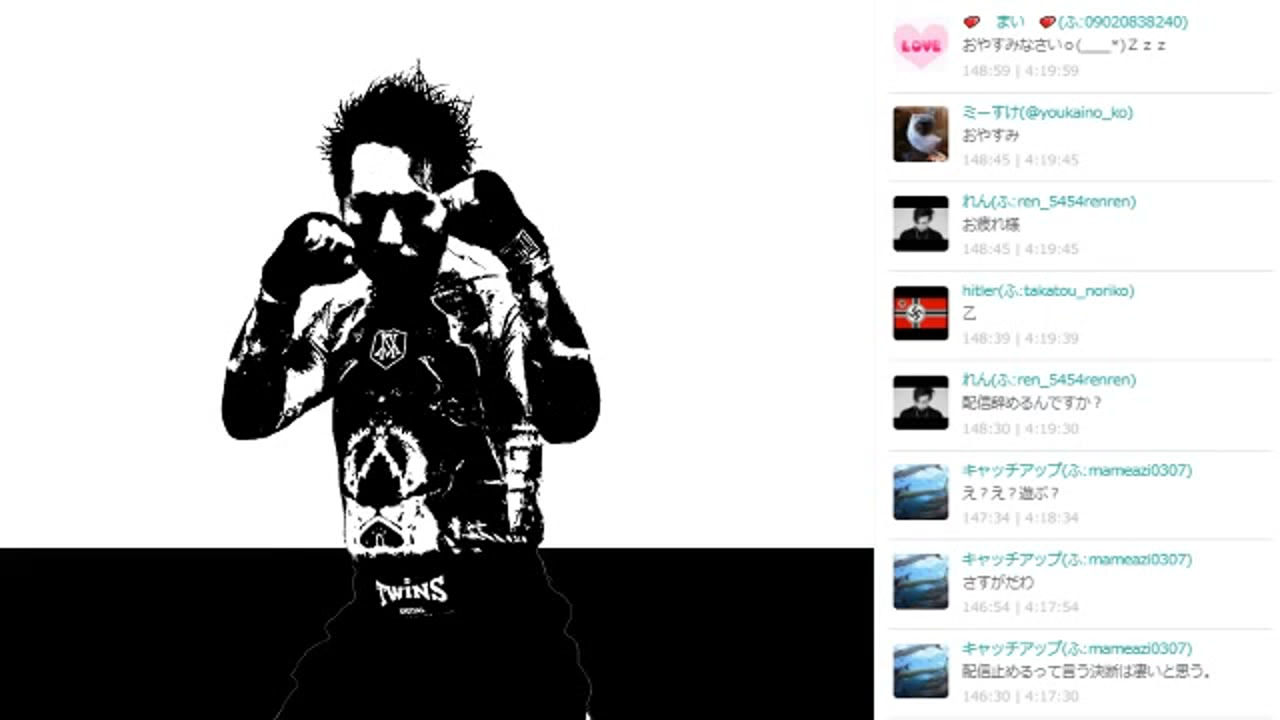 TWINS
SPECIAL
まい (ふ:09020838240)
おやすみなさいo(___*)Ｚｚｚ
148:59 | 4:19:59
ミーすけ(@youkaino_ko)
おやすみ
148:45 | 4:19:45
れん(ふ:ren_5454renren)
お疲れ様
148:45 | 4:19:45
hitler(ふ:takatou_noriko)
乙
148:39 | 4:19:39
れん(ふ:ren_5454renren)
配信辞めるんですか？
148:30 | 4:19:30
キャッチアップ(ふ:mameazi0307)
え？え？遊ぶ？
147:34 | 4:18:34
キャッチアップ(ふ:mameazi0307)
さすがだわ
146:54 | 4:17:54
キャッチアップ(ふ:mameazi0307)
配信止めるって言う決断は凄いと思う。
146:30 | 4:17:30
LOVE